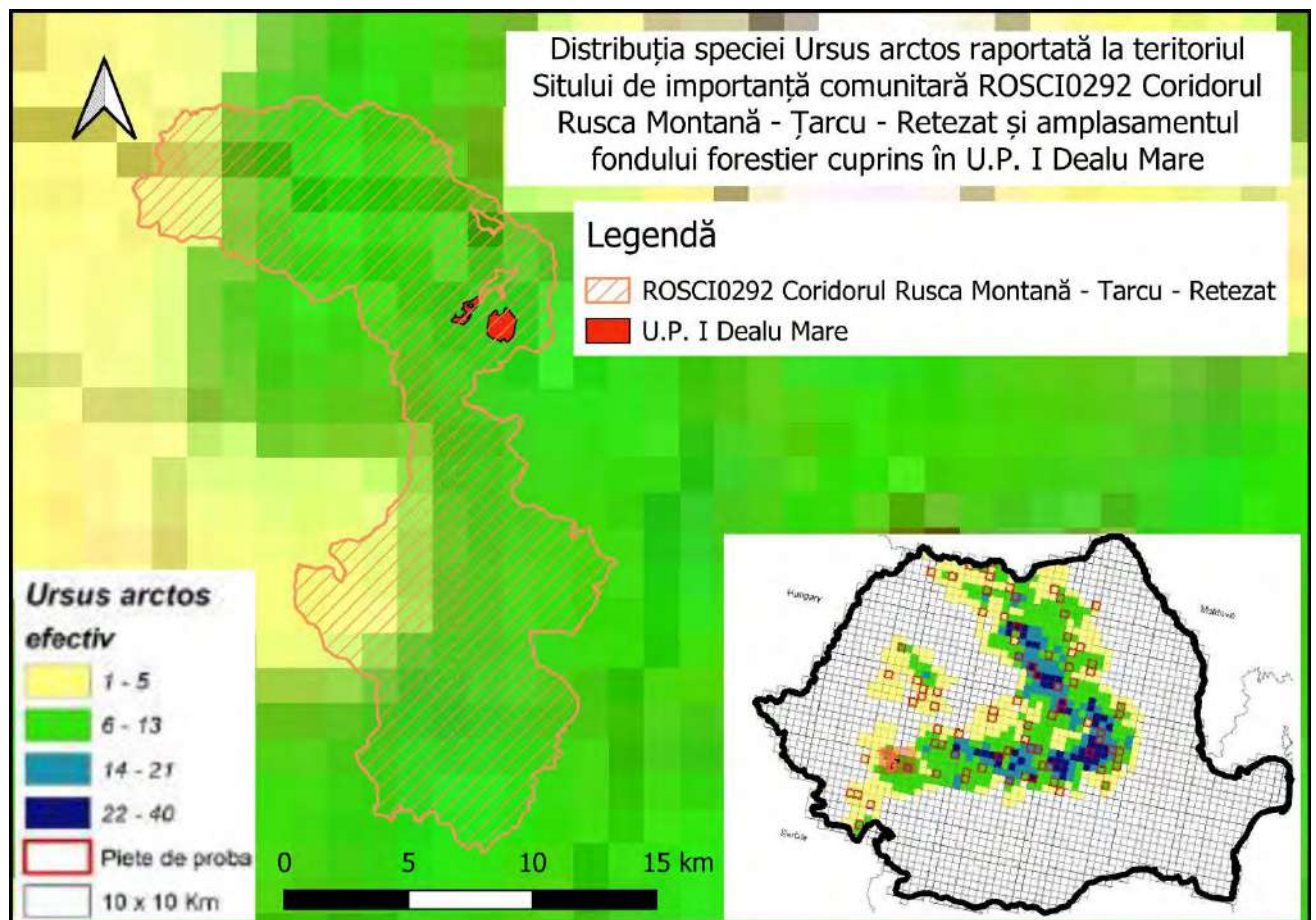 Distribuția speciei Ursus arctos raportată la teritoriul
Sitului de importanță comunitară ROSCI0292 Coridorul
Rusca Montană - Țarcu - Retezat și amplasamentul
fondului forestier cuprins în U.P. I Dealu Mare
Legendă
ROSCI0292 Coridorul Rusca Montană - Tarcu - Retezat
U.P. I Dealu Mare
Ursus arctos
efectiv
1 - 5
6 - 13
14 - 21
22 - 40
Piete de proba
10 x 10 Km
0 5 10 15 km
Hungary
Moldova
Serbia